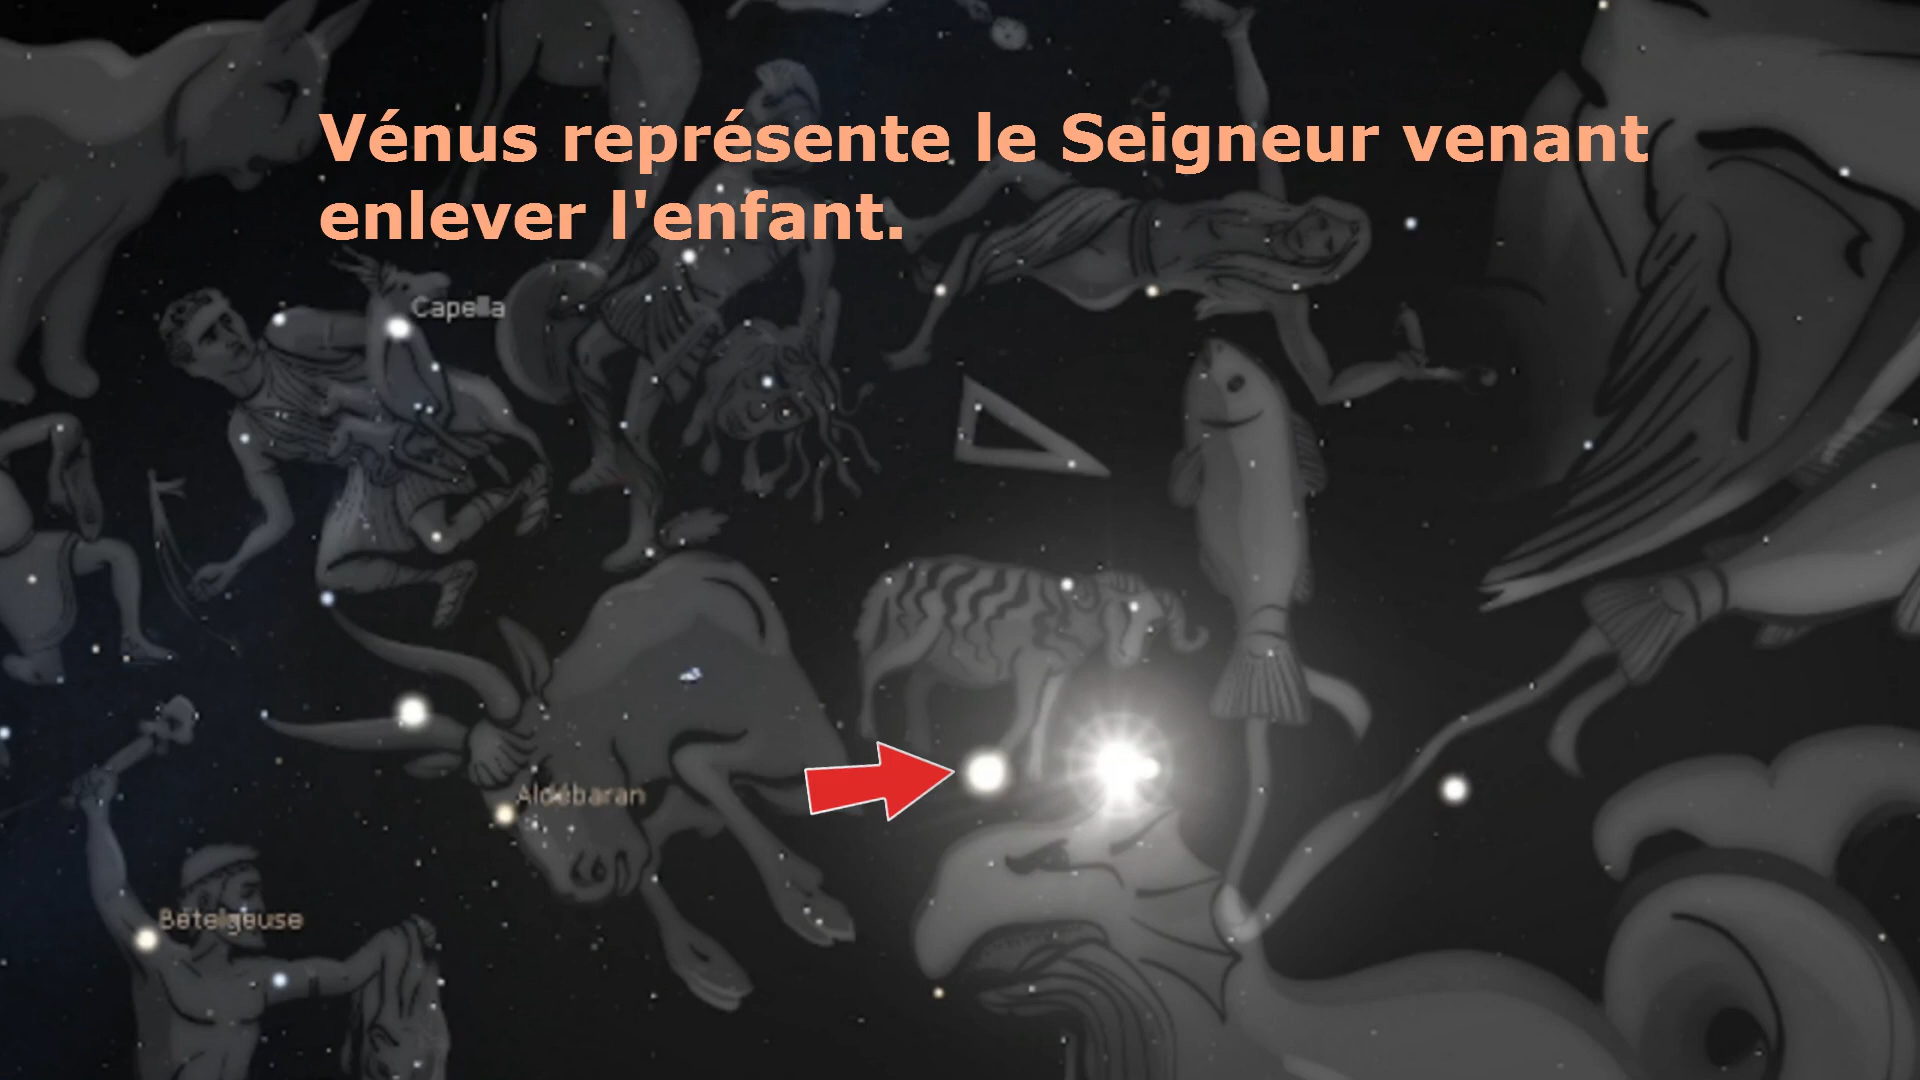 Vénus représente le Seigneur venant
enlever l'enfant.
Capella
Aldébaran
Bételgeuse